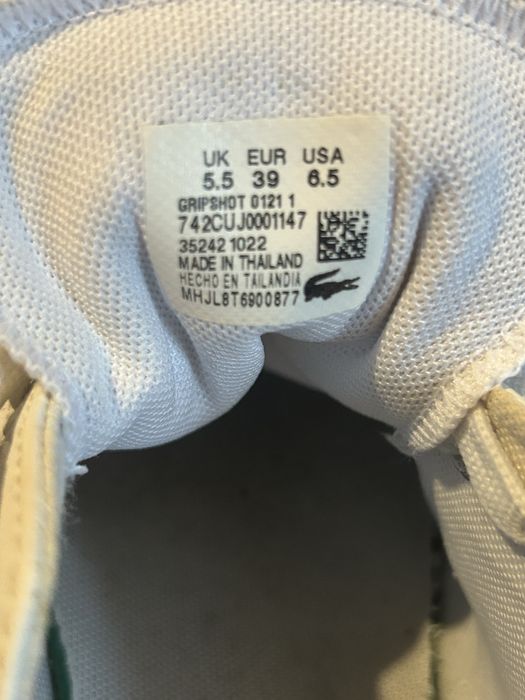 UK EUR USA
5.5 39 6.5
GRIPSHOT 0121 1
742CUJ0001147
35242 1022
MADE IN THAILAND
HECHO EN TAILANDIA
MHJL8T6900877